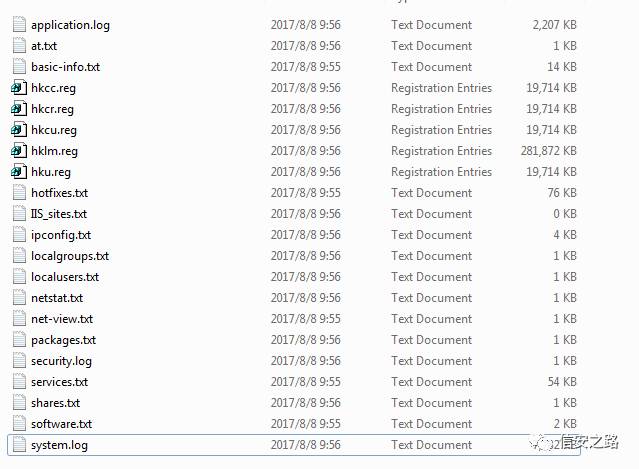 application.log 2017/8/8 9:56 Text Document 2,207 KB
at.txt 2017/8/8 9:56 Text Document 1 KB
basic-info.txt 2017/8/8 9:55 Text Document 14 KB
hkcc.reg 2017/8/8 9:56 Registration Entries 19,714 KB
hkcr.reg 2017/8/8 9:56 Registration Entries 19,714 KB
hkcu.reg 2017/8/8 9:56 Registration Entries 19,714 KB
hklm.reg 2017/8/8 9:56 Registration Entries 281,872 KB
hku.reg 2017/8/8 9:56 Registration Entries 19,714 KB
hotfixes.txt 2017/8/8 9:55 Text Document 76 KB
IIS_sites.txt 2017/8/8 9:56 Text Document 0 KB
ipconfig.txt 2017/8/8 9:56 Text Document 4 KB
localgroups.txt 2017/8/8 9:56 Text Document 1 KB
localusers.txt 2017/8/8 9:56 Text Document 1 KB
netstat.txt 2017/8/8 9:56 Text Document 1 KB
net-view.txt 2017/8/8 9:55 Text Document 1 KB
packages.txt 2017/8/8 9:56 Text Document 1 KB
security.log 2017/8/8 9:56 Text Document 1 KB
services.txt 2017/8/8 9:55 Text Document 54 KB
shares.txt 2017/8/8 9:56 Text Document 1 KB
software.txt 2017/8/8 9:55 Text Document 2 KB
system.log 2017/8/8 9:56 Text Document
信安之路